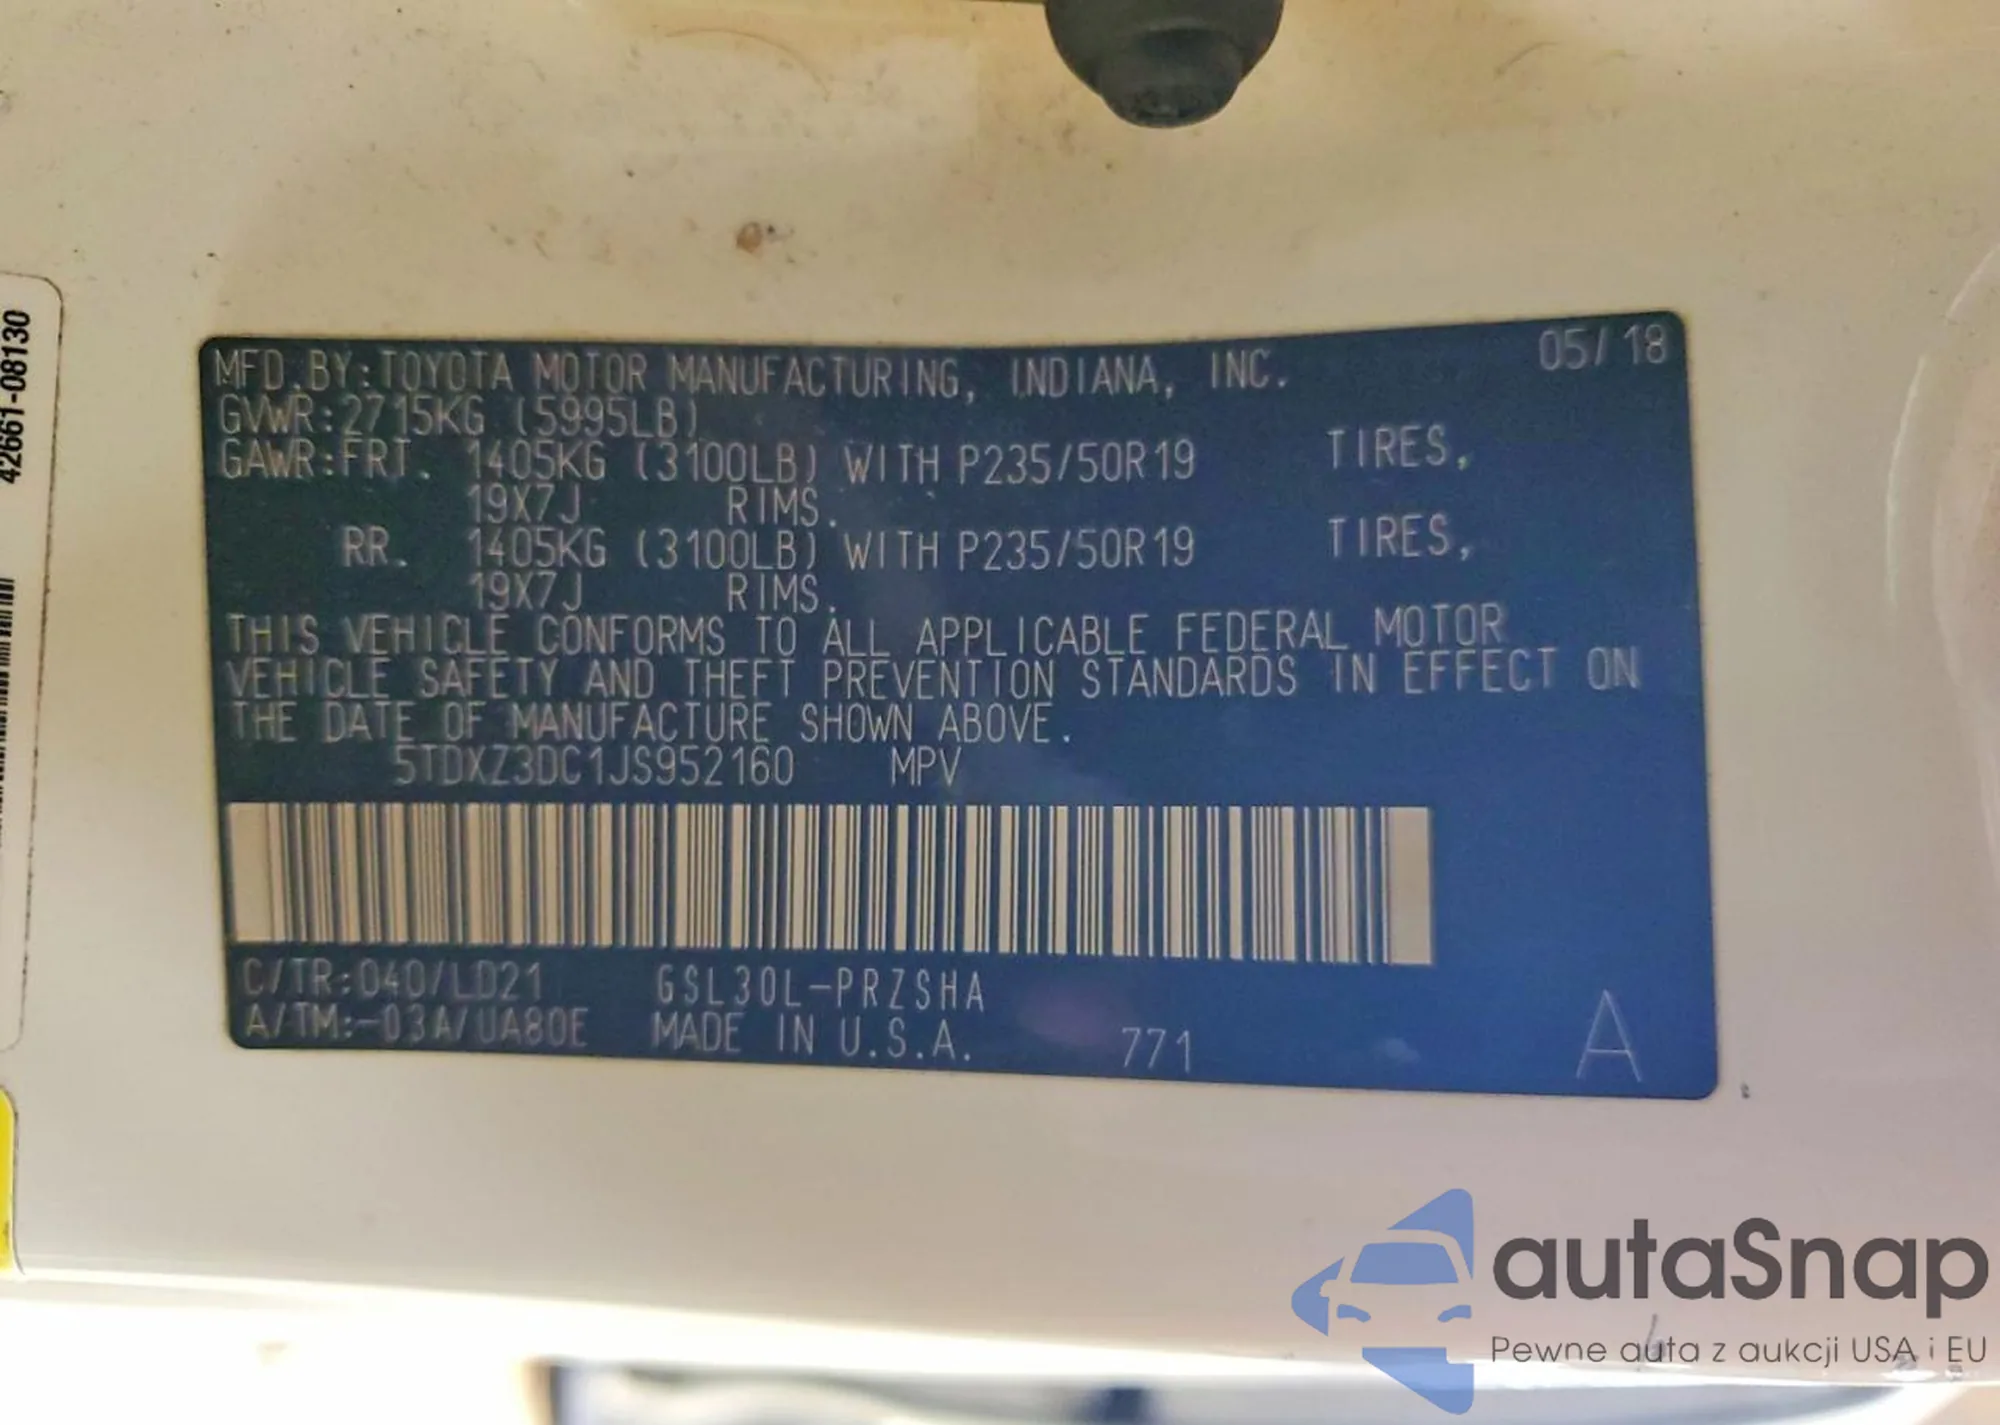 42661-08130
MFD.BY:TOYOTA MOTOR MANUFACTURING, INDIANA, INC. 05/18
GVWR:2715KG (5995LB)
GAWR:FRT. 1405KG (3100LB) WITH P235/50R19 TIRES,
19X7J RIMS.
RR. 1405KG (3100LB) WITH P235/50R19 TIRES,
19X7J RIMS.
THIS VEHICLE CONFORMS TO ALL APPLICABLE FEDERAL MOTOR
VEHICLE SAFETY AND THEFT PREVENTION STANDARDS IN EFFECT ON
THE DATE OF MANUFACTURE SHOWN ABOVE.
5TDXZ3DC1JS952160 MPV
C/TR:040/LD21 GSL30L-PRZSHA
A/TM:-03A/UA80E MADE IN U.S.A. 771 A
autaSnap
Pewne auta z aukcji USA i EU